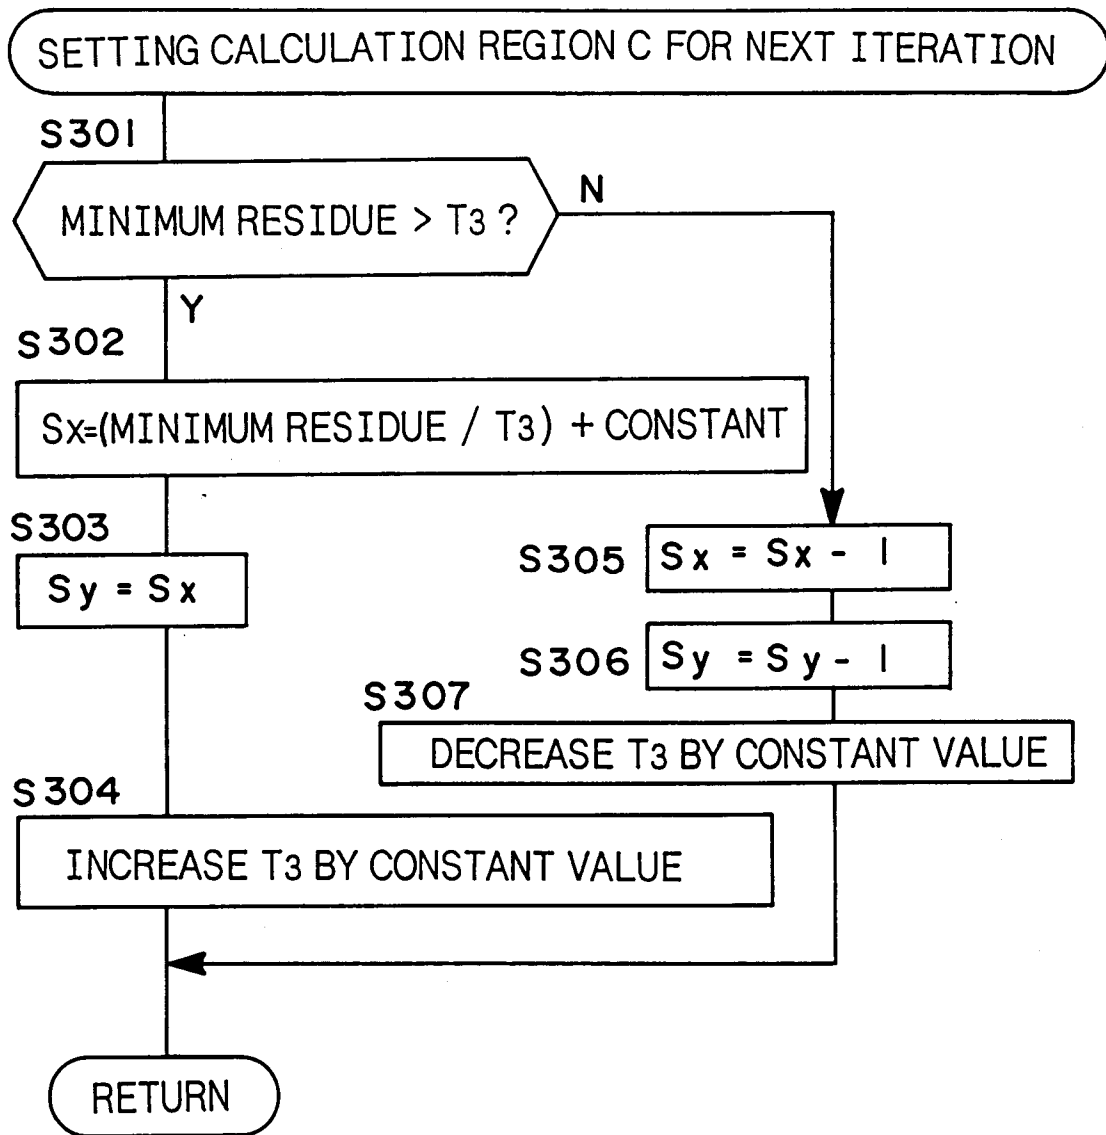 SETTING CALCULATION REGION C FOR NEXT ITERATION
S301
MINIMUM RESIDUE > T3 ?
N
Y
S302
Sx=(MINIMUM RESIDUE / T3) + CONSTANT
S303
Sy = Sx
S305
Sx = Sx - 1
S306
Sy = Sy - 1
S307
DECREASE T3 BY CONSTANT VALUE
S304
INCREASE T3 BY CONSTANT VALUE
RETURN